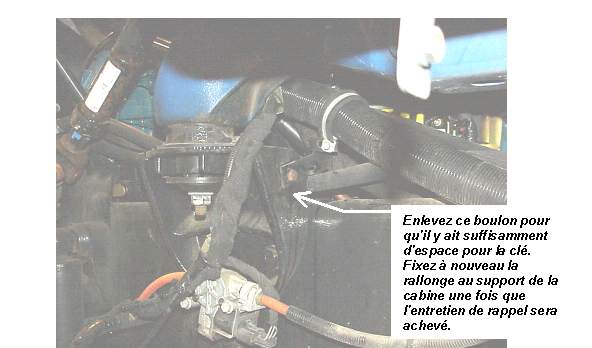 Enlevez ce boulon pour
qu'il y ait suffisamment
d'espace pour la clé.
Fixez à nouveau la
rallonge au support de la
cabine une fois que
l'entretien de rappel sera
achevé.